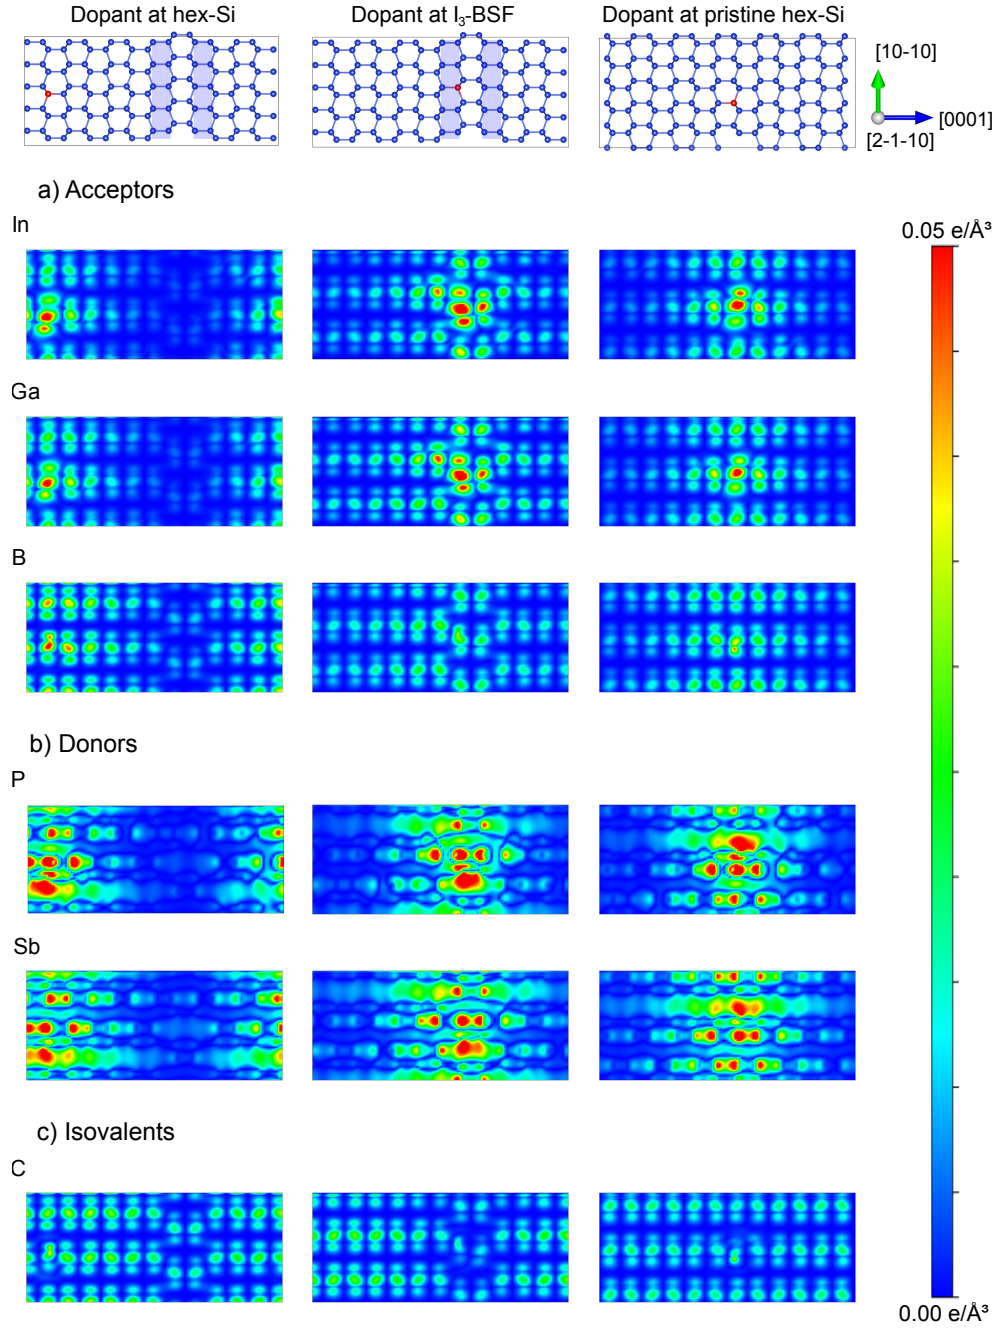 Dopant at hex-Si
Dopant at I₃-BSF
Dopant at pristine hex-Si
[10-10]
[0001]
[2-1-10]
a) Acceptors
In
0.05 e/Å³
Ga
B
b) Donors
P
Sb
c) Isovalents
C
0.00 e/Å³